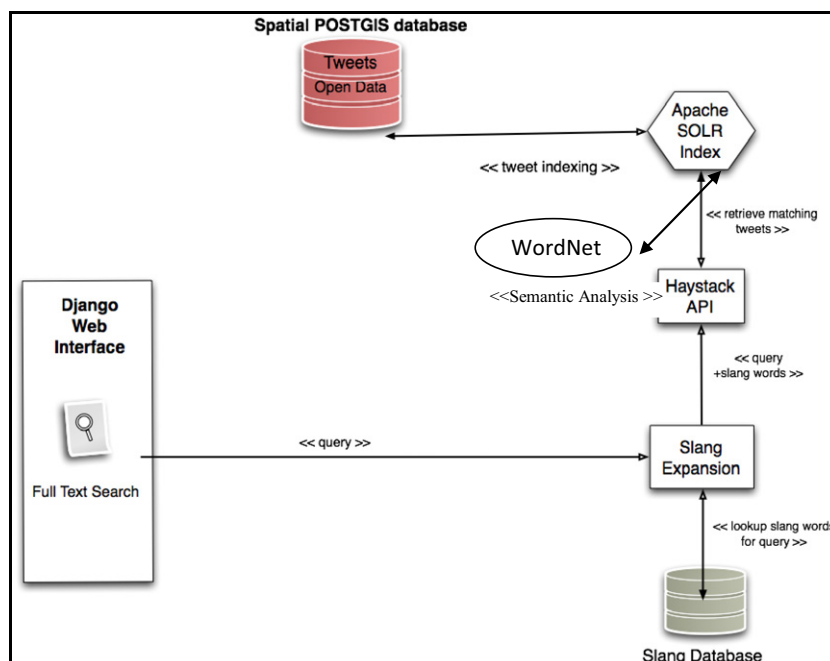 Spatial POSTGIS database
Tweets
Open Data
Apache
SOLR
Index
<< tweet indexing >>
<< retrieve matching
tweets >>
WordNet
<<Semantic Analysis >>
Haystack
API
Django
Web
Interface
<< query
+slang words >>
<< query >>
Slang
Expansion
Full Text Search
<< lookup slang words
for query >>
Slang Database